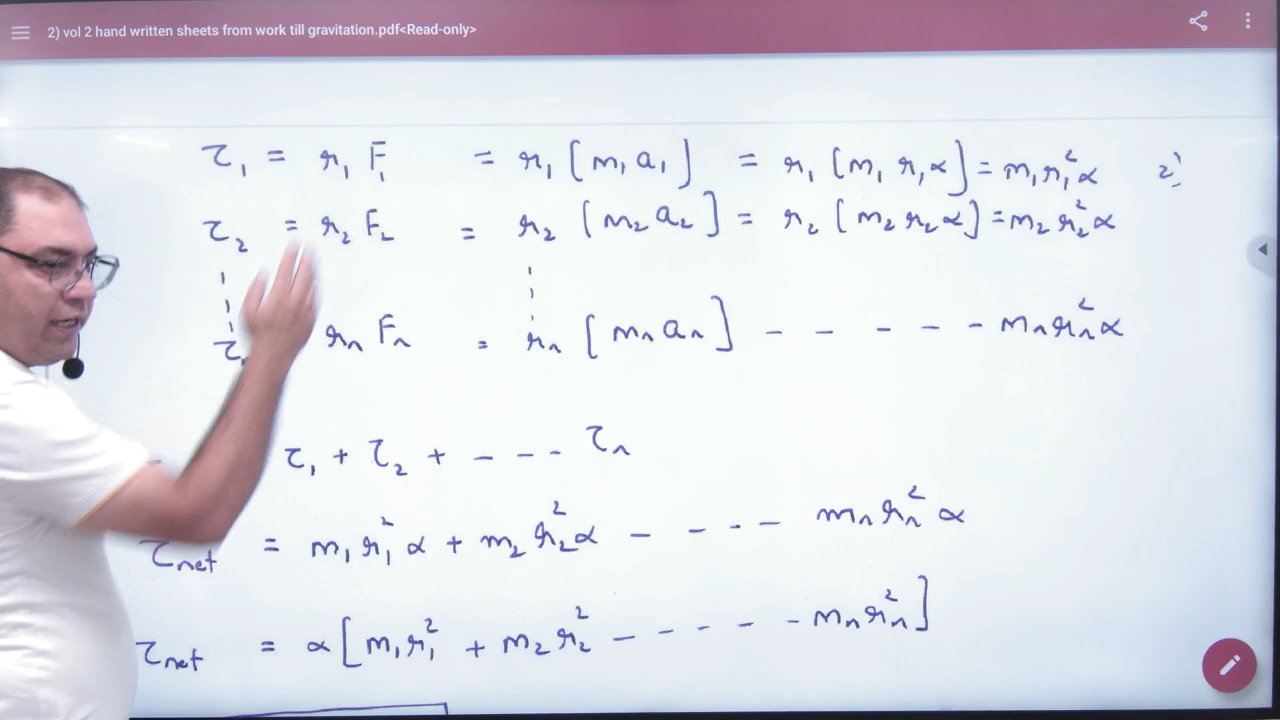 2) vol 2 hand written sheets from work till gravitation.pdf<Read-only>
τ₁ = r₁ F₁ = r₁ [m₁ a₁] = r₁ [m₁ r₁ α] = m₁ r₁² α 2)
τ₂ = r₂ F₂ = r₂ [m₂ a₂] = r₂ [m₂ r₂ α] = m₂ r₂² α
τ rₙ Fₙ = rₙ [mₙ aₙ] - - - - - mₙ rₙ² α
τ₁ + τ₂ + - - - τₙ
τnet = m₁ r₁² α + m₂ r₂² α - - - - mₙ rₙ² α
τnet = α [m₁ r₁² + m₂ r₂² - - - - - - mₙ rₙ²]